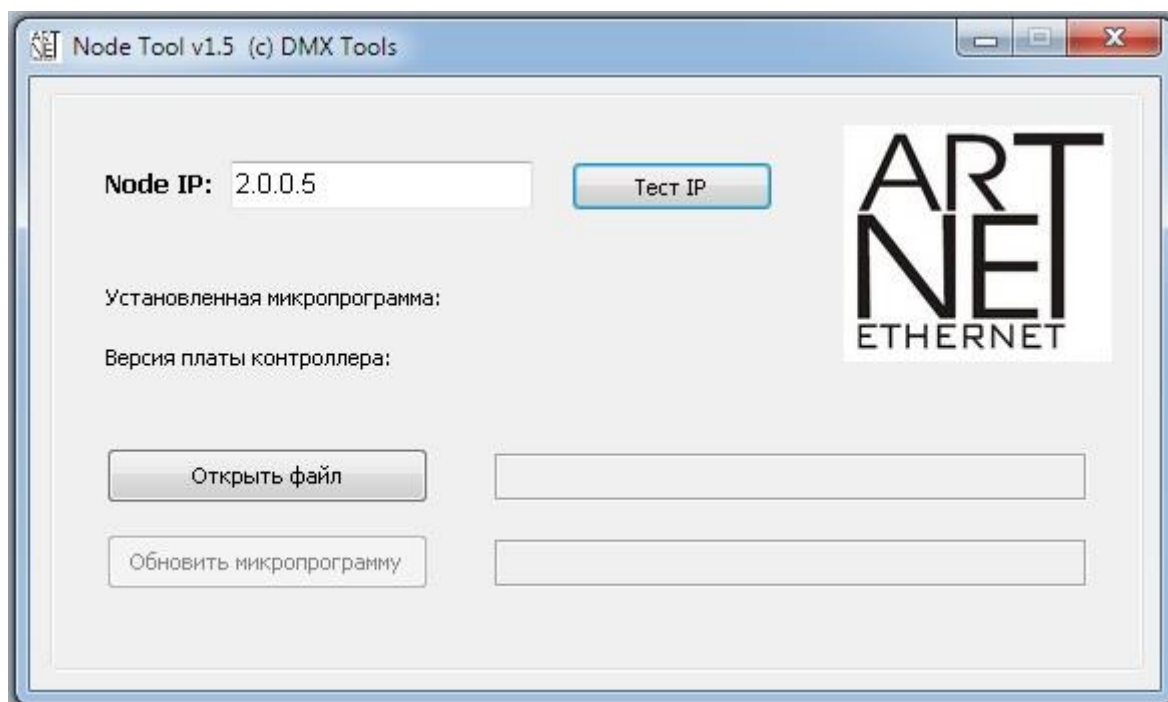 Node Tool v1.5 (c) DMX Tools
Node IP: 2.0.0.5
Тест IP
ART
NET
ETHERNET
Установленная микропрограмма:
Версия платы контроллера:
Открыть файл
Обновить микропрограмму